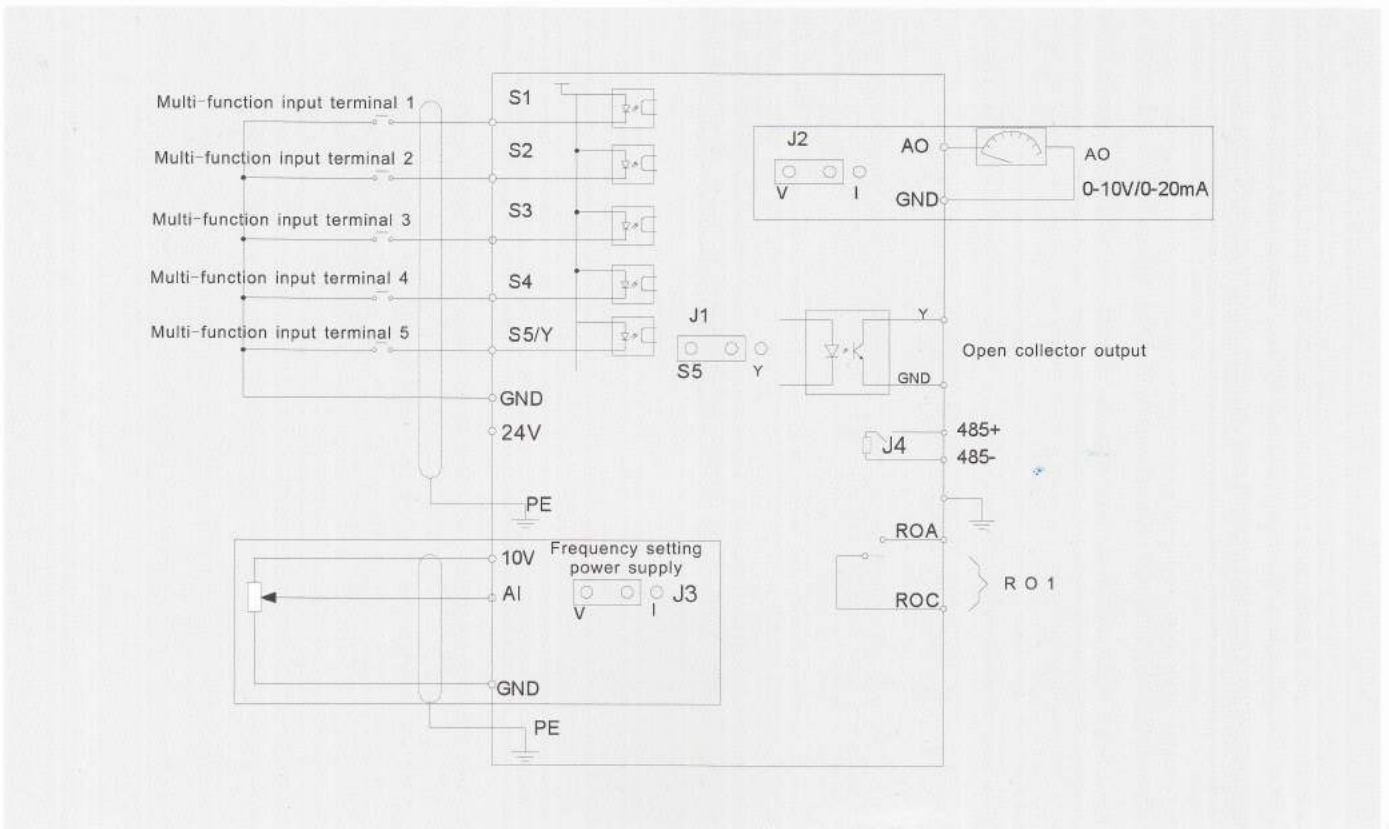 Multi-function input terminal 1
S1
Multi-function input terminal 2
S2
Multi-function input terminal 3
S3
Multi-function input terminal 4
S4
Multi-function input terminal 5
S5/Y
GND
24V
PE
J2
V
I
AO
GND
AO
0-10V/0-20mA
J1
S5
Y
Y
GND
Open collector output
J4
485+
485-
ROA
ROC
R O 1
10V
AI
GND
PE
Frequency setting
power supply
V
I
J3